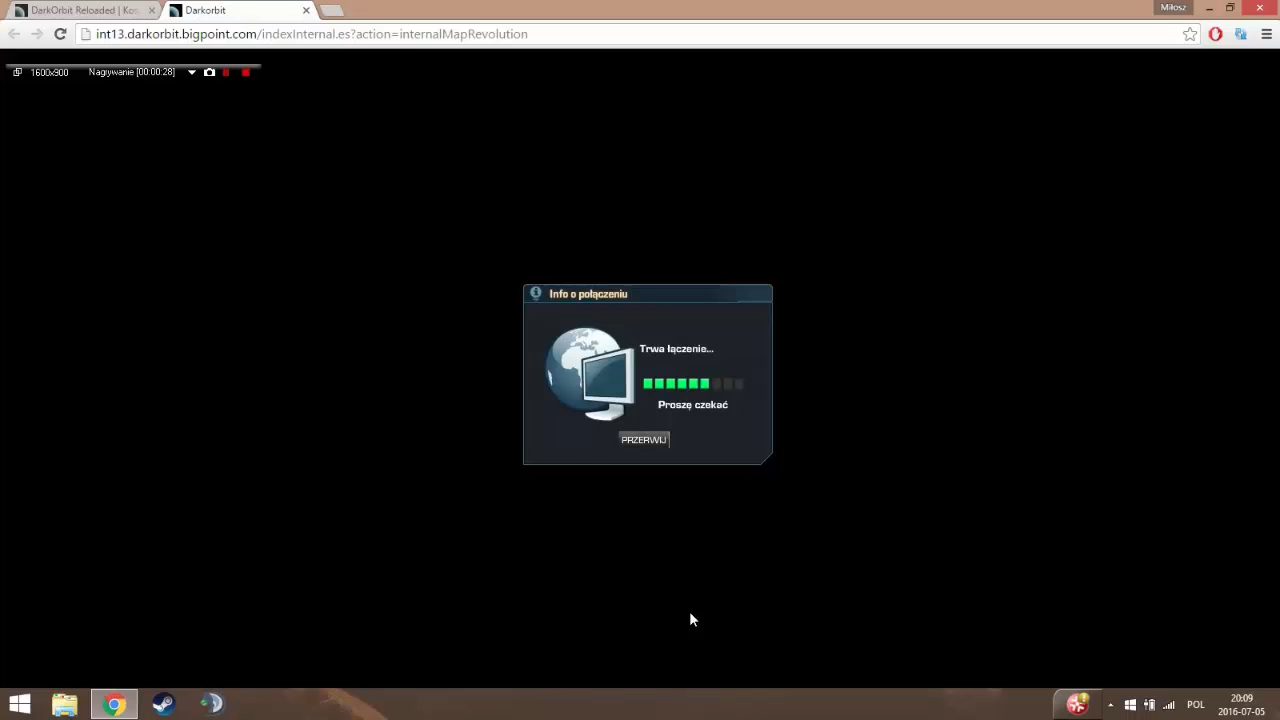 DarkOrbit Reloaded | Kos
Darkorbit
Miłosz
int13.darkorbit.bigpoint.com/indexInternal.es?action=internalMapRevolution
1600x900 Nagrywanie [00:00:28]
Info o połączeniu
Trwa łączenie...
Proszę czekać
PRZERWIJ
POL
20:09
2016-07-05